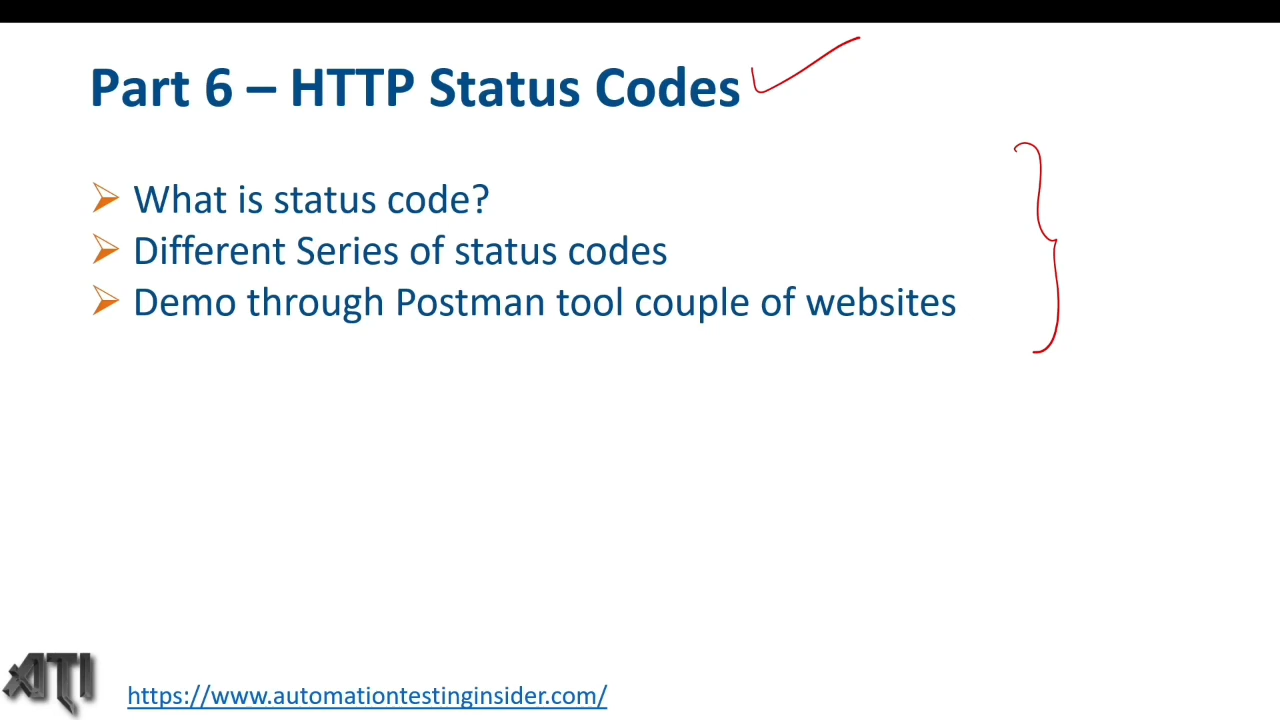 Part 6 – HTTP Status Codes
What is status code?
Different Series of status codes
Demo through Postman tool couple of websites
ATI
https://www.automationtestinginsider.com/